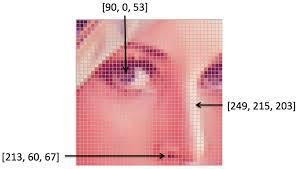 [90, 0, 53]
[249, 215, 203]
[213, 60, 67]